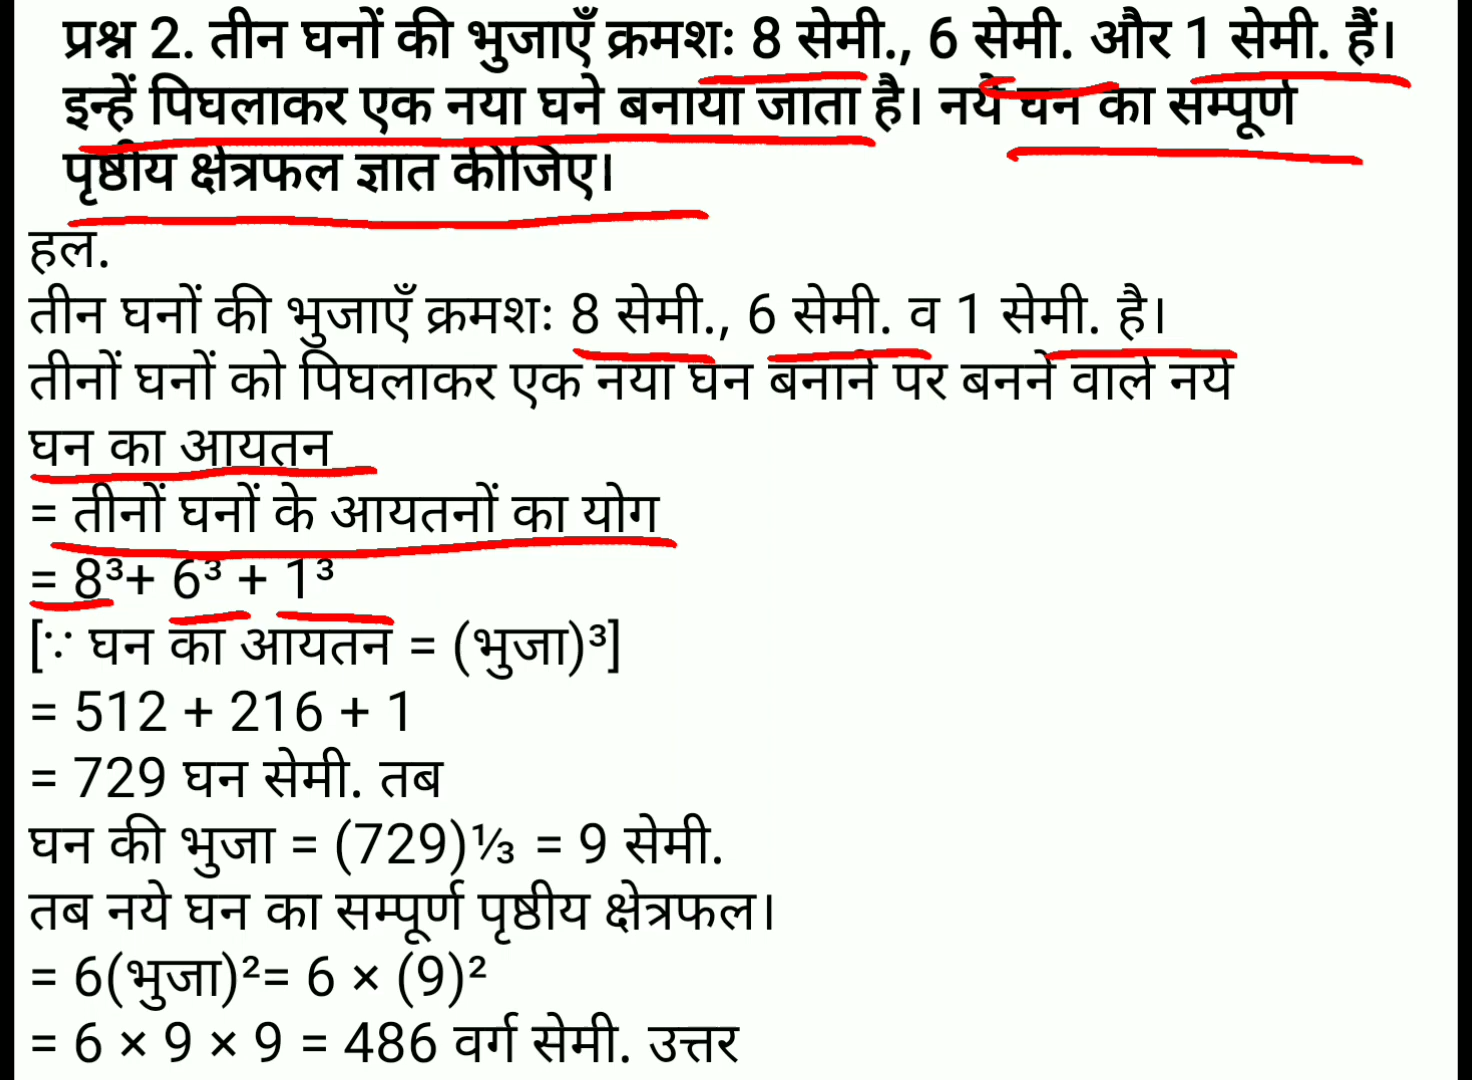 प्रश्न 2. तीन घनों की भुजाएँ क्रमशः 8 सेमी., 6 सेमी. और 1 सेमी. हैं।
इन्हें पिघलाकर एक नया घन बनाया जाता है। नये घन का सम्पूर्ण
पृष्ठीय क्षेत्रफल ज्ञात कीजिए।
हल.
तीन घनों की भुजाएँ क्रमशः 8 सेमी., 6 सेमी. व 1 सेमी. है।
तीनों घनों को पिघलाकर एक नया घन बनाने पर बनने वाले नये
घन का आयतन
= तीनों घनों के आयतनों का योग
= 8³+ 6³ + 1³
[∵ घन का आयतन = (भुजा)³]
= 512 + 216 + 1
= 729 घन सेमी. तब
घन की भुजा = (729)⅓ = 9 सेमी.
तब नये घन का सम्पूर्ण पृष्ठीय क्षेत्रफल।
= 6(भुजा)²= 6 × (9)²
= 6 × 9 × 9 = 486 वर्ग सेमी. उत्तर